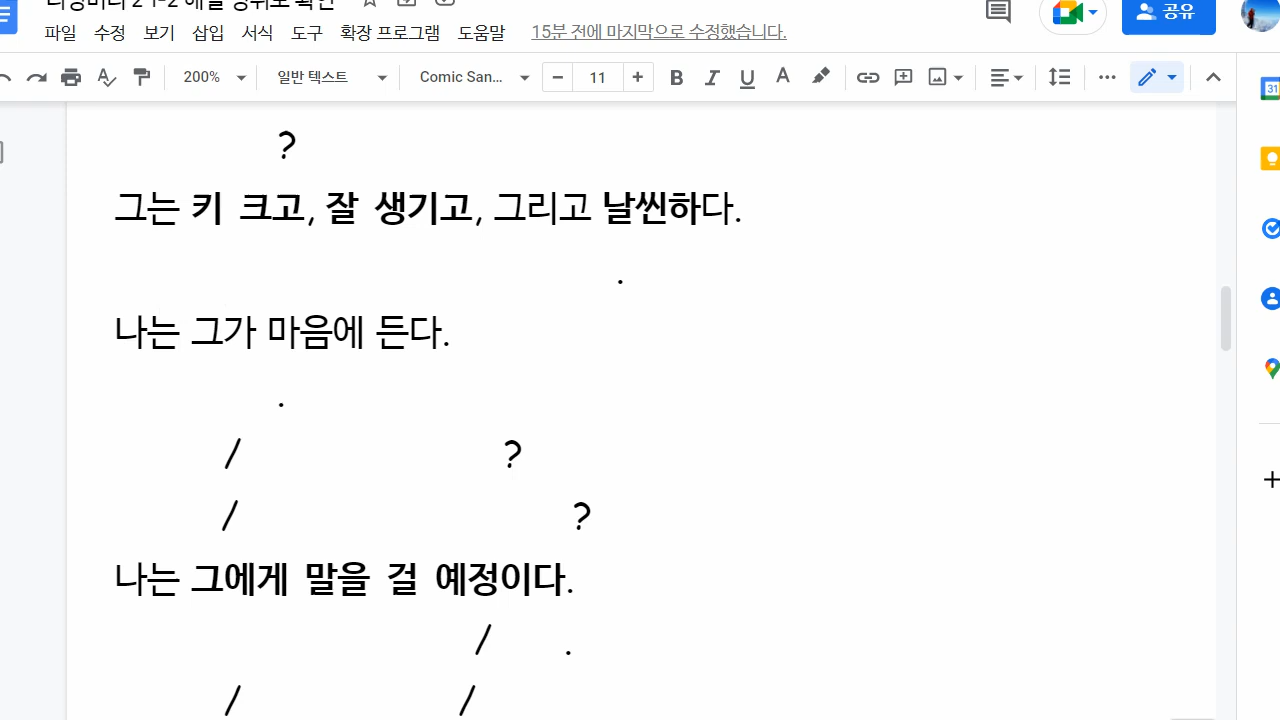 파일 수정 보기 삽입 서식 도구 확장 프로그램 도움말 15분 전에 마지막으로 수정했습니다. 공유
200% 일반 텍스트 Comic San... − 11 + B I U A
31
?
그는 키 크고, 잘 생기고, 그리고 날씬하다.
.
나는 그가 마음에 든다.
.
/ ?
/ ?
나는 그에게 말을 걸 예정이다.
/ .
/ /